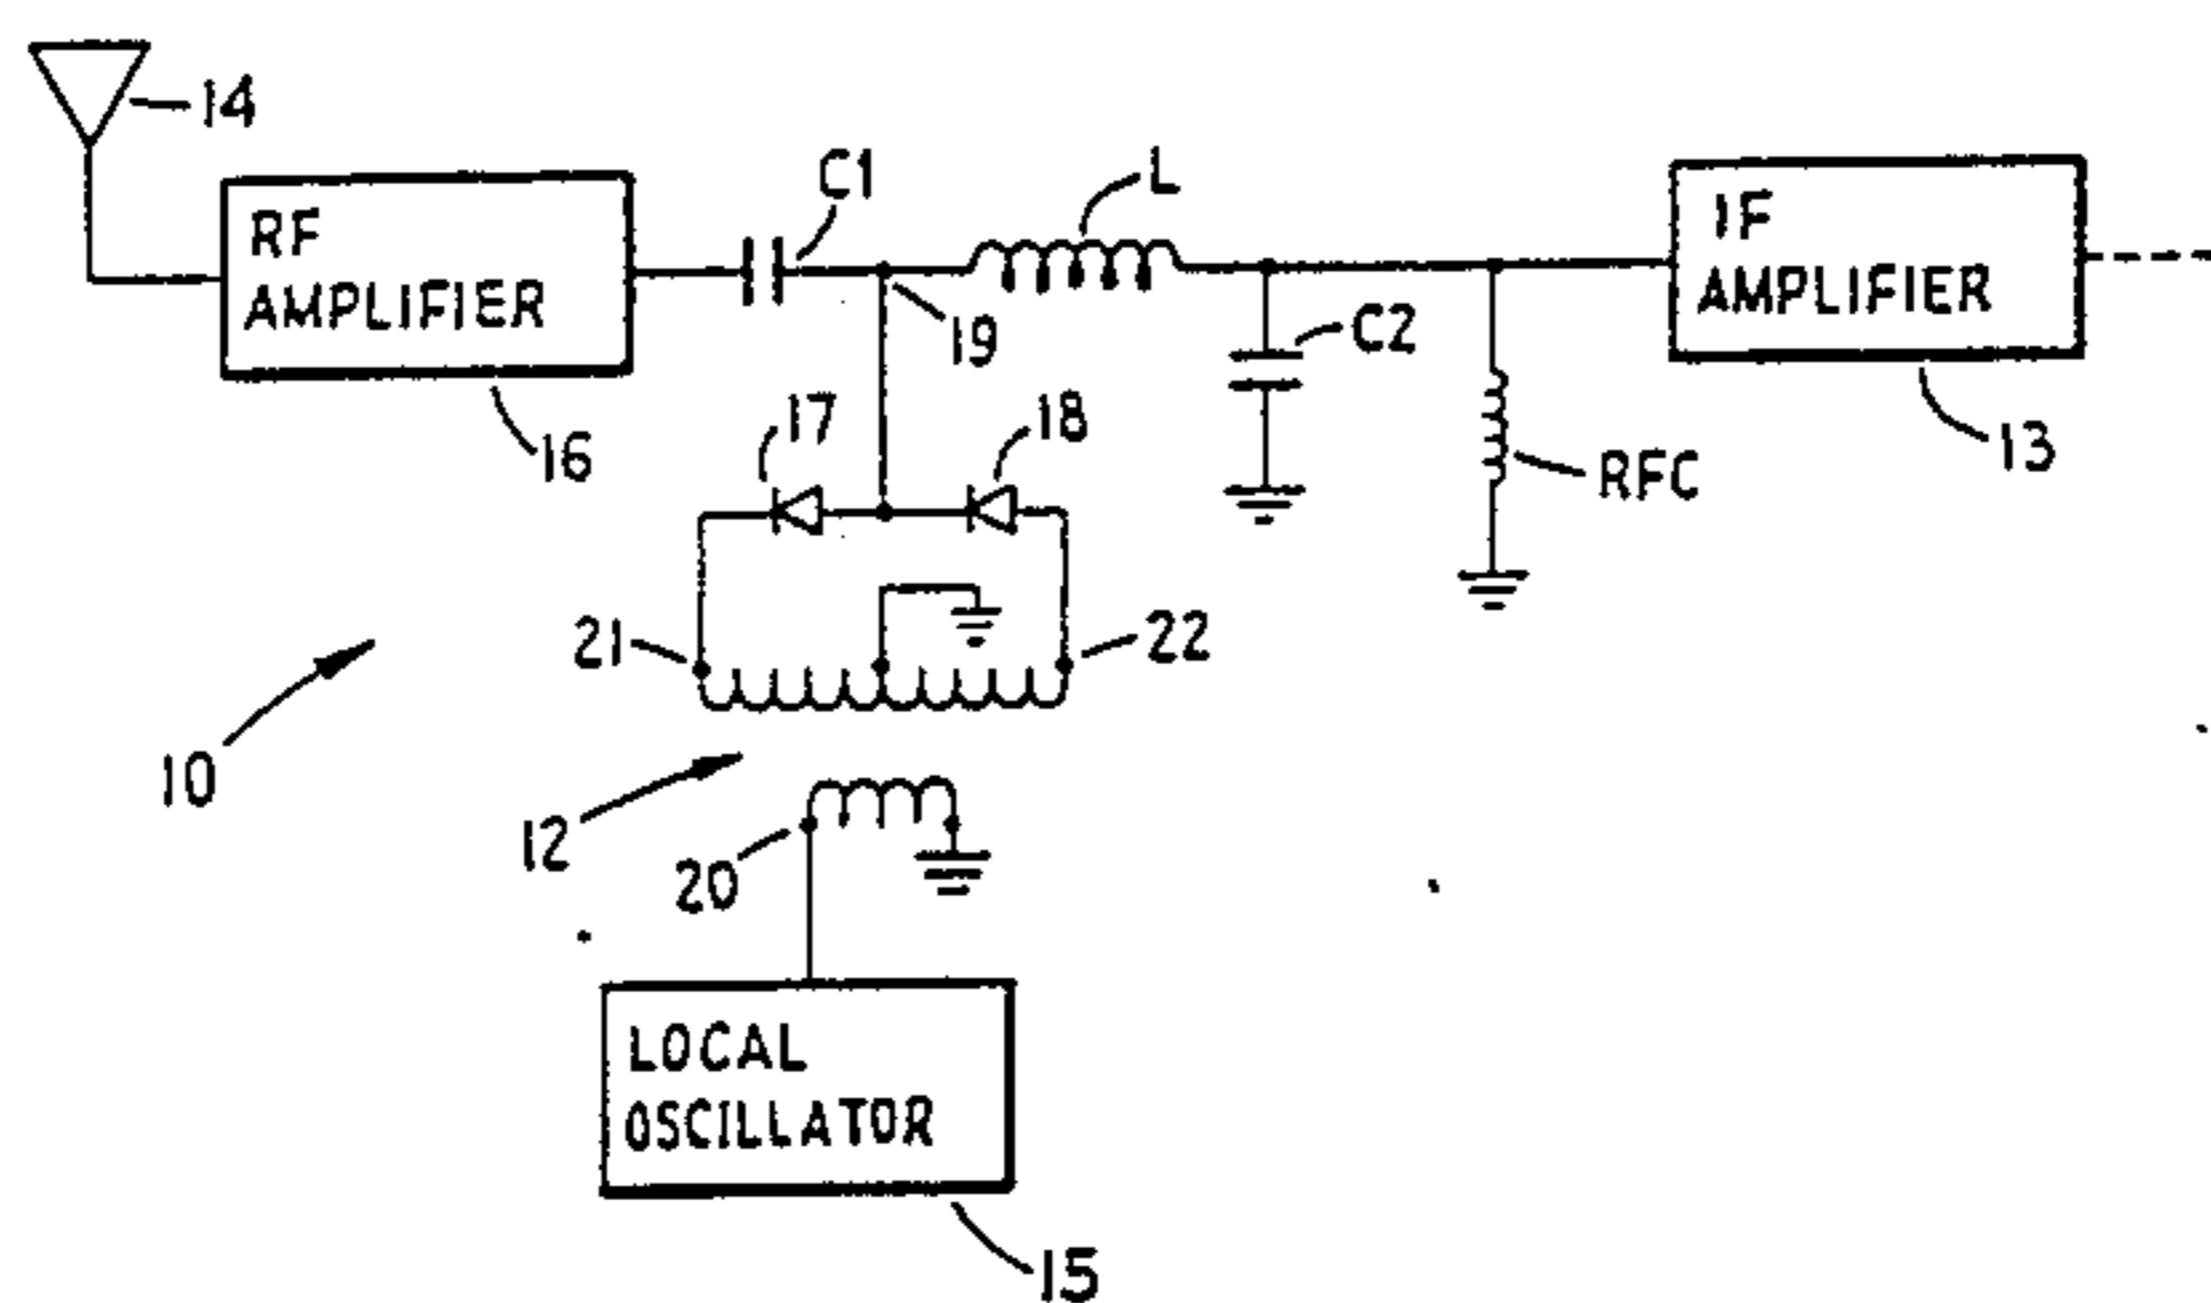 14
RF
AMPLIFIER
16
C1
L
19
C2
IF
AMPLIFIER
13
17
18
RFC
21
22
10
12
20
LOCAL
OSCILLATOR
15